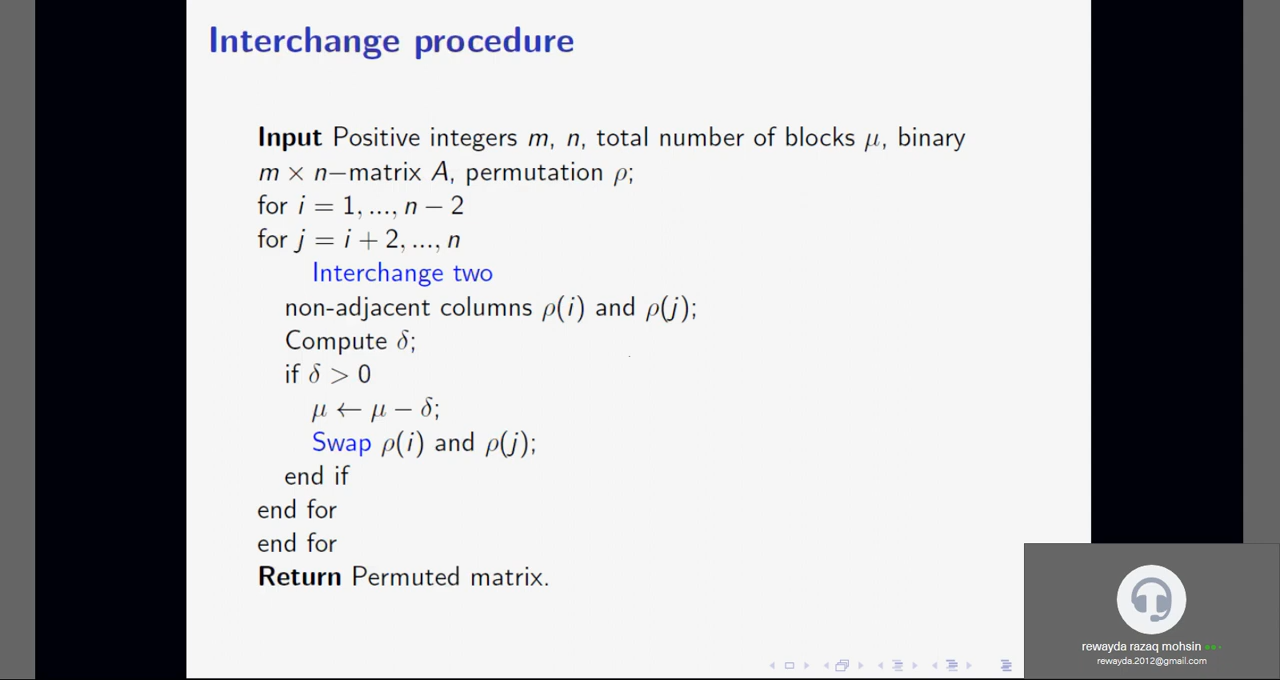 Interchange procedure
Input Positive integers m, n, total number of blocks μ, binary
m × n−matrix A, permutation ρ;
for i = 1, ..., n − 2
for j = i + 2, ..., n
Interchange two
non-adjacent columns ρ(i) and ρ(j);
Compute δ;
if δ > 0
μ ← μ − δ;
Swap ρ(i) and ρ(j);
end if
end for
end for
Return Permuted matrix.
rewayda razaq mohsin
rewayda.2012@gmail.com